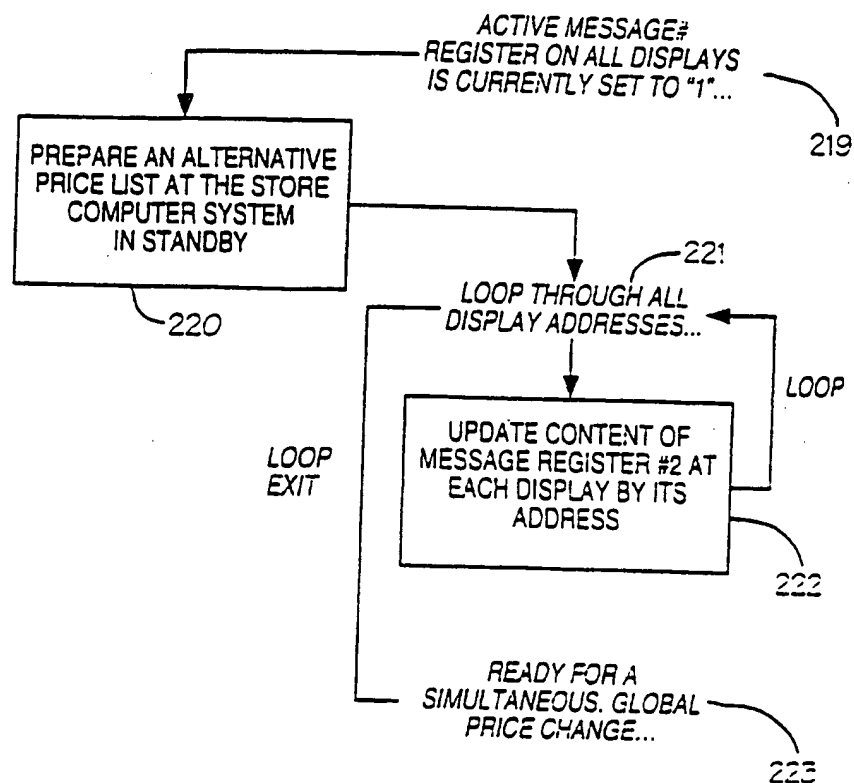 ACTIVE MESSAGE#
REGISTER ON ALL DISPLAYS
IS CURRENTLY SET TO "1"...
219
PREPARE AN ALTERNATIVE
PRICE LIST AT THE STORE
COMPUTER SYSTEM
IN STANDBY
220
221
LOOP THROUGH ALL
DISPLAY ADDRESSES...
LOOP
UPDATE CONTENT OF
MESSAGE REGISTER #2 AT
EACH DISPLAY BY ITS
ADDRESS
LOOP
EXIT
222
READY FOR A
SIMULTANEOUS. GLOBAL
PRICE CHANGE...
223